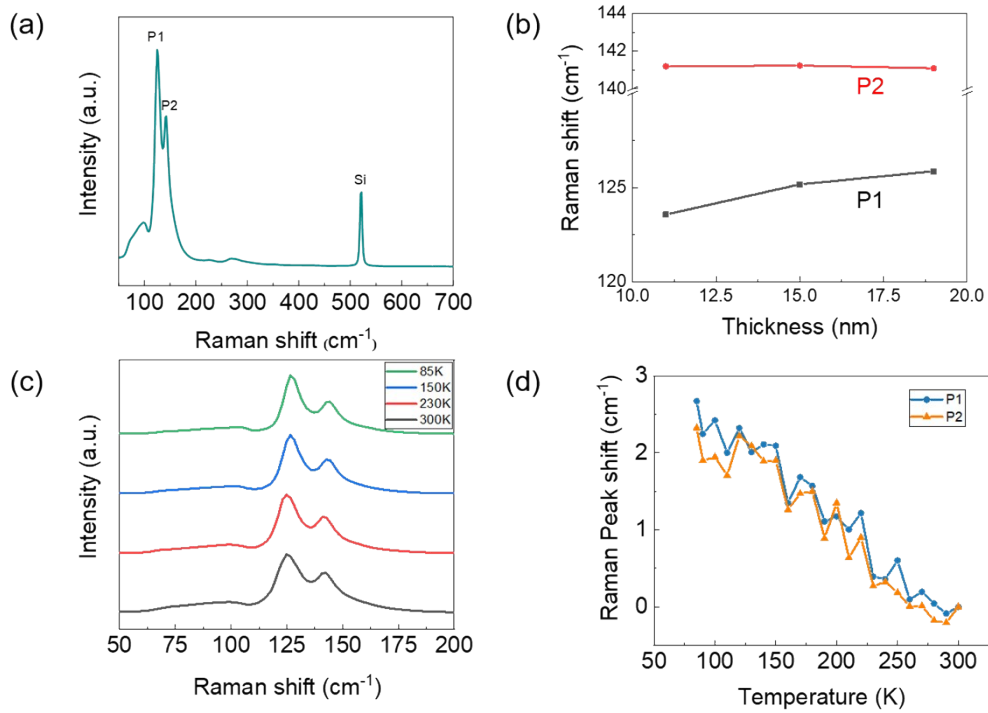 (a)
P1
P2
Si
Intensity (a.u.)
100 200 300 400 500 600 700
Raman shift (cm-1)
(b)
142
141
140
125
120
10.0 12.5 15.0 17.5 20.0
P2
P1
Raman shift (cm-1)
Thickness (nm)
(c)
85K
150K
230K
300K
Intensity (a.u.)
50 75 100 125 150 175 200
Raman shift (cm-1)
(d)
P1
P2
3
2
1
0
Raman Peak shift (cm-1)
50 100 150 200 250 300
Temperature (K)